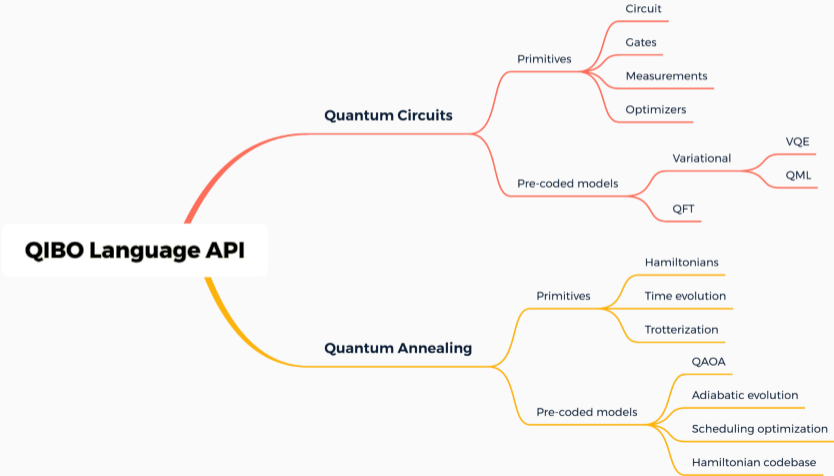 QIBO Language API
Quantum Circuits
Primitives
Circuit
Gates
Measurements
Optimizers
Pre-coded models
Variational
VQE
QML
QFT
Quantum Annealing
Primitives
Hamiltonians
Time evolution
Trotterization
Pre-coded models
QAOA
Adiabatic evolution
Scheduling optimization
Hamiltonian codebase